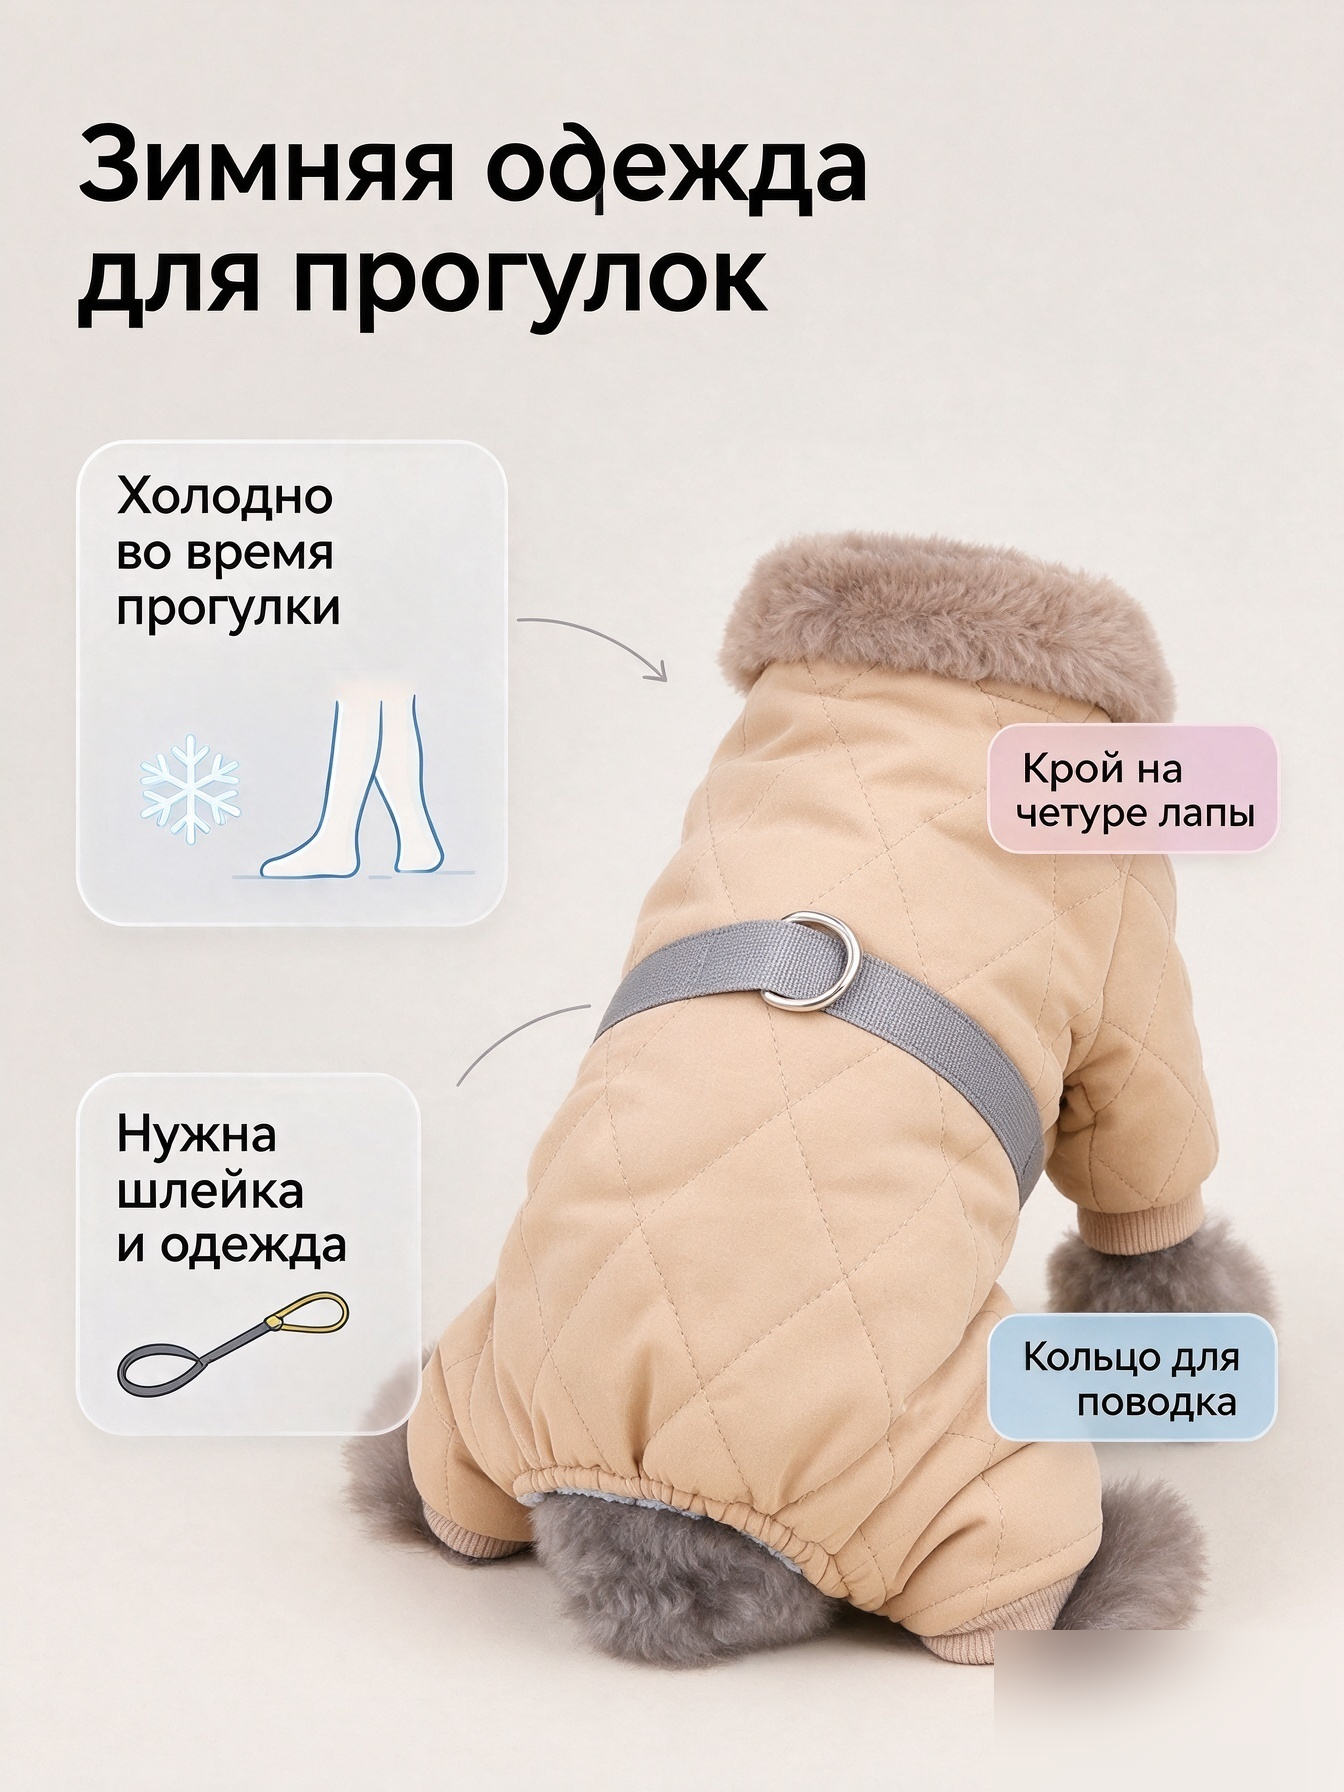 Зимняя одежда
для прогулок
Холодно
во время
прогулки
Крой на
четуре лапы
Нужна
шлейка
и одежда
Кольцо для
поводка